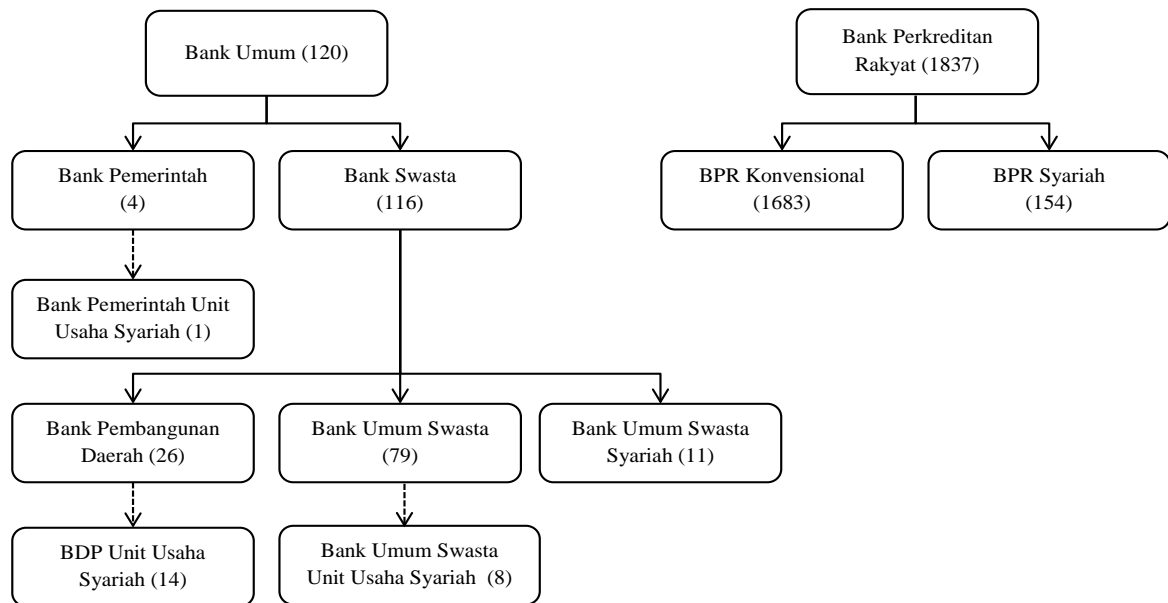 Bank Umum (120)
Bank Perkreditan
Rakyat (1837)
Bank Pemerintah
(4)
Bank Swasta
(116)
BPR Konvensional
(1683)
BPR Syariah
(154)
Bank Pemerintah Unit
Usaha Syariah (1)
Bank Pembangunan
Daerah (26)
Bank Umum Swasta
(79)
Bank Umum Swasta
Syariah (11)
BDP Unit Usaha
Syariah (14)
Bank Umum Swasta
Unit Usaha Syariah (8)